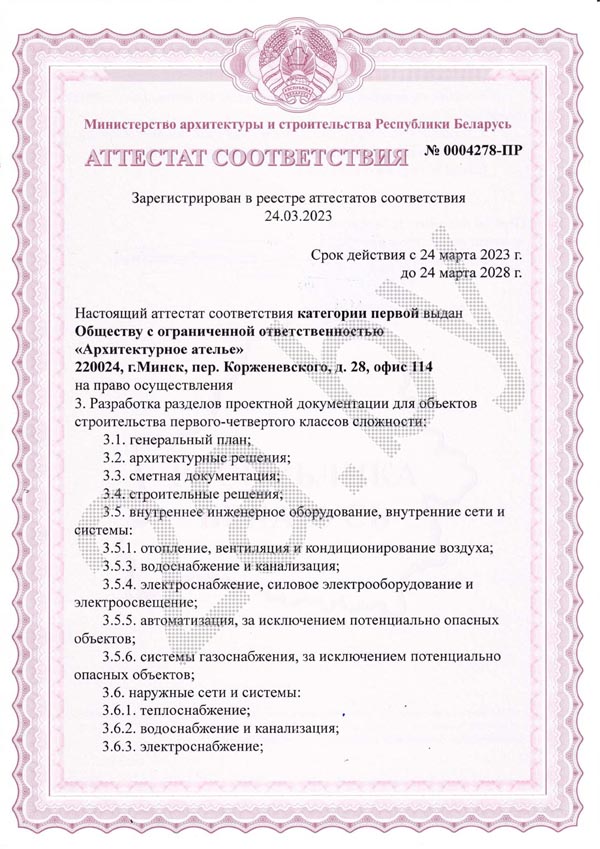 Министерство архитектуры и строительства Республики Беларусь
АТТЕСТАТ СООТВЕТСТВИЯ № 0004278-ПР
Зарегистрирован в реестре аттестатов соответствия
24.03.2023
Срок действия с 24 марта 2023 г.
до 24 марта 2028 г.
Настоящий аттестат соответствия категории первой выдан
Обществу с ограниченной ответственностью
«Архитектурное ателье»
220024, г.Минск, пер. Корженевского, д. 28, офис 114
на право осуществления
3. Разработка разделов проектной документации для объектов
строительства первого-четвертого классов сложности:
3.1. генеральный план;
3.2. архитектурные решения;
3.3. сметная документация;
3.4. строительные решения;
3.5. внутреннее инженерное оборудование, внутренние сети и
системы:
3.5.1. отопление, вентиляция и кондиционирование воздуха;
3.5.3. водоснабжение и канализация;
3.5.4. электроснабжение, силовое электрооборудование и
электроосвещение;
3.5.5. автоматизация, за исключением потенциально опасных
объектов;
3.5.6. системы газоснабжения, за исключением потенциально
опасных объектов;
3.6. наружные сети и системы:
3.6.1. теплоснабжение;
3.6.2. водоснабжение и канализация;
3.6.3. электроснабжение;
2a.by